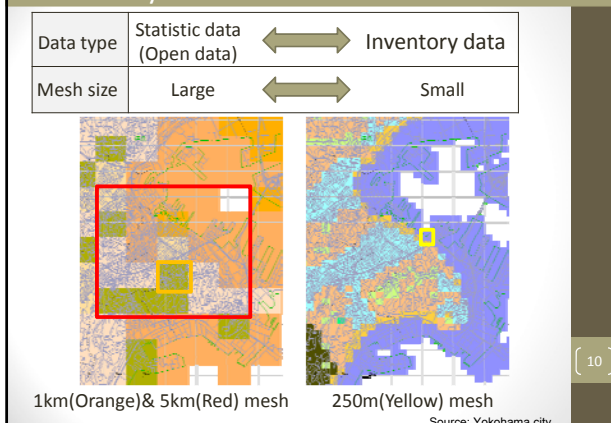 Data type
Statistic data
(Open data)
Inventory data
Mesh size
Large
Small
10
1km(Orange)& 5km(Red) mesh
250m(Yellow) mesh
Source: Yokohama city